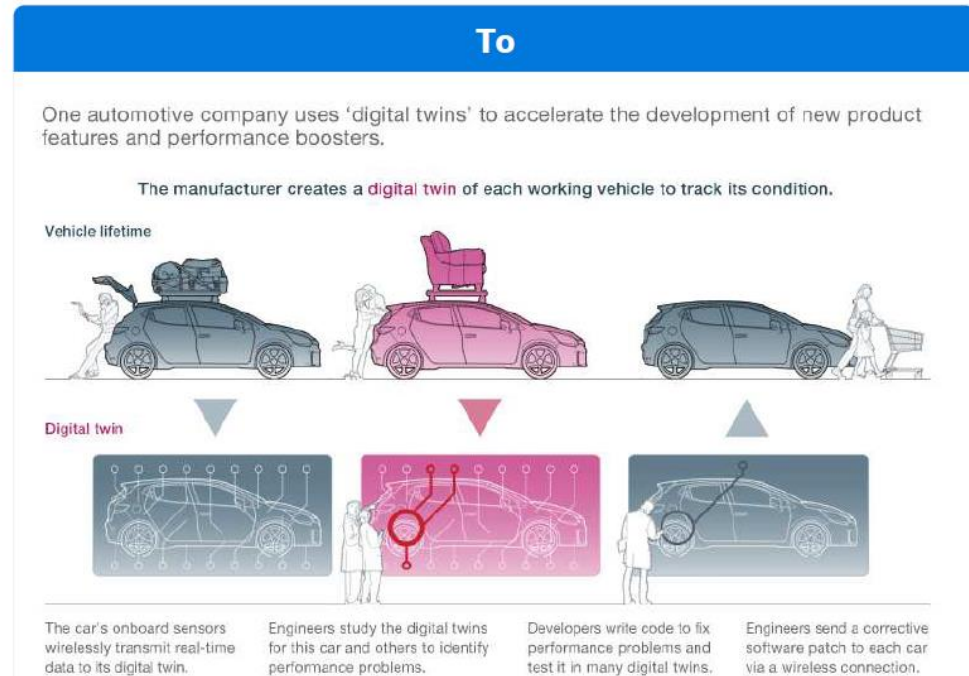 To
One automotive company uses ‘digital twins’ to accelerate the development of new product
features and performance boosters.
The manufacturer creates a digital twin of each working vehicle to track its condition.
Vehicle lifetime
Digital twin
The car's onboard sensors
wirelessly transmit real-time
data to its digital twin.
Engineers study the digital twins
for this car and others to identify
performance problems.
Developers write code to fix
performance problems and
test it in many digital twins.
Engineers send a corrective
software patch to each car
via a wireless connection.